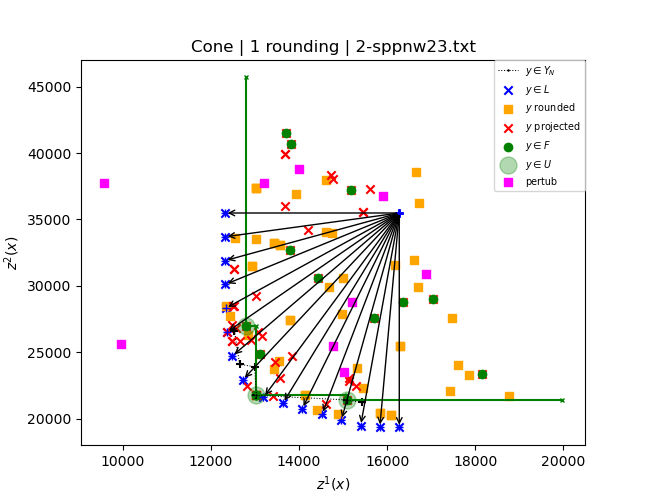 Cone | 1 rounding | 2-sppnw23.txt
45000
40000
35000
30000
25000
20000
z²(x)
10000 12000 14000 16000 18000 20000
z¹(x)
y ∈ Y_N
y ∈ L
y rounded
y projected
y ∈ F
y ∈ U
pertub